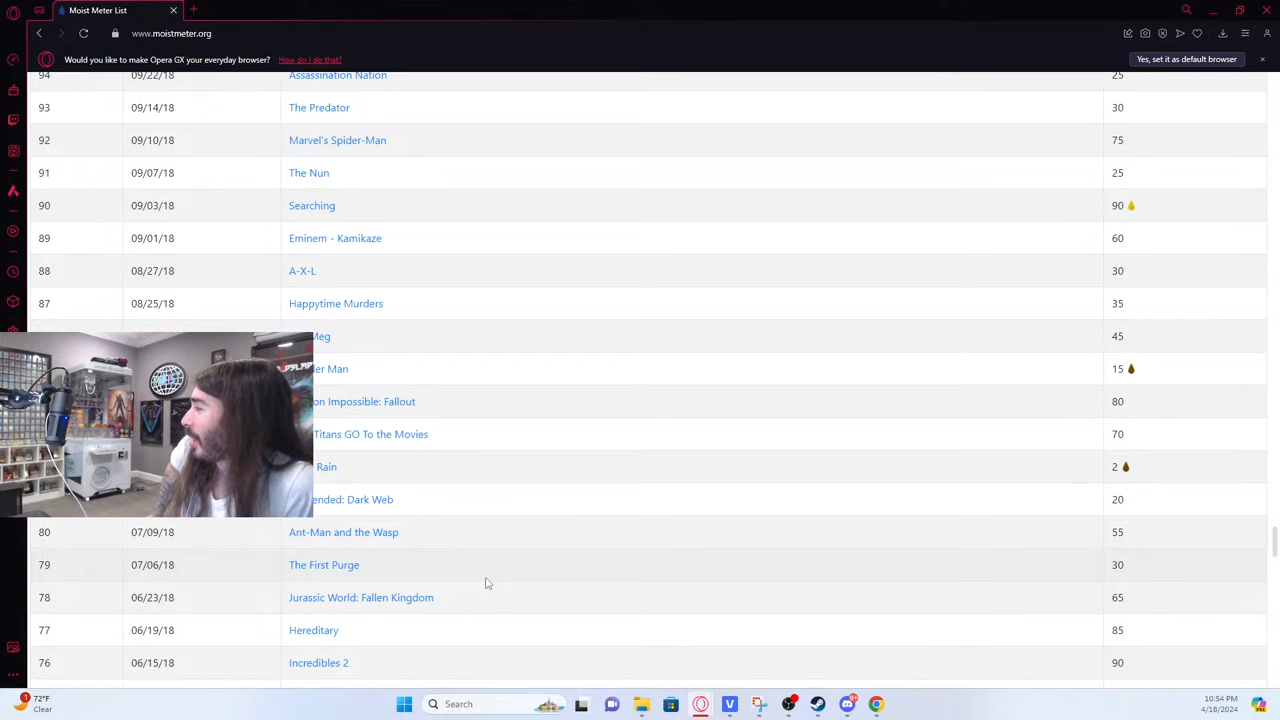 Moist Meter List
www.moistmeter.org
Would you like to make Opera GX your everyday browser? How do I do that? Yes, set it as default browser
94 09/22/18 Assassination Nation 25
93 09/14/18 The Predator 30
92 09/10/18 Marvel's Spider-Man 75
91 09/07/18 The Nun 25
90 09/03/18 Searching 90
89 09/01/18 Eminem - Kamikaze 60
88 08/27/18 A-X-L 30
87 08/25/18 Happytime Murders 35
Meg 45
Man 15
Impossible: Fallout 80
Titans GO To the Movies 70
Rain 2
Dark Web 20
80 07/09/18 Ant-Man and the Wasp 55
79 07/06/18 The First Purge 30
78 06/23/18 Jurassic World: Fallen Kingdom 65
77 06/19/18 Hereditary 85
76 06/15/18 Incredibles 2 90
1 72°F
Clear
Search
10:54 PM
4/18/2024